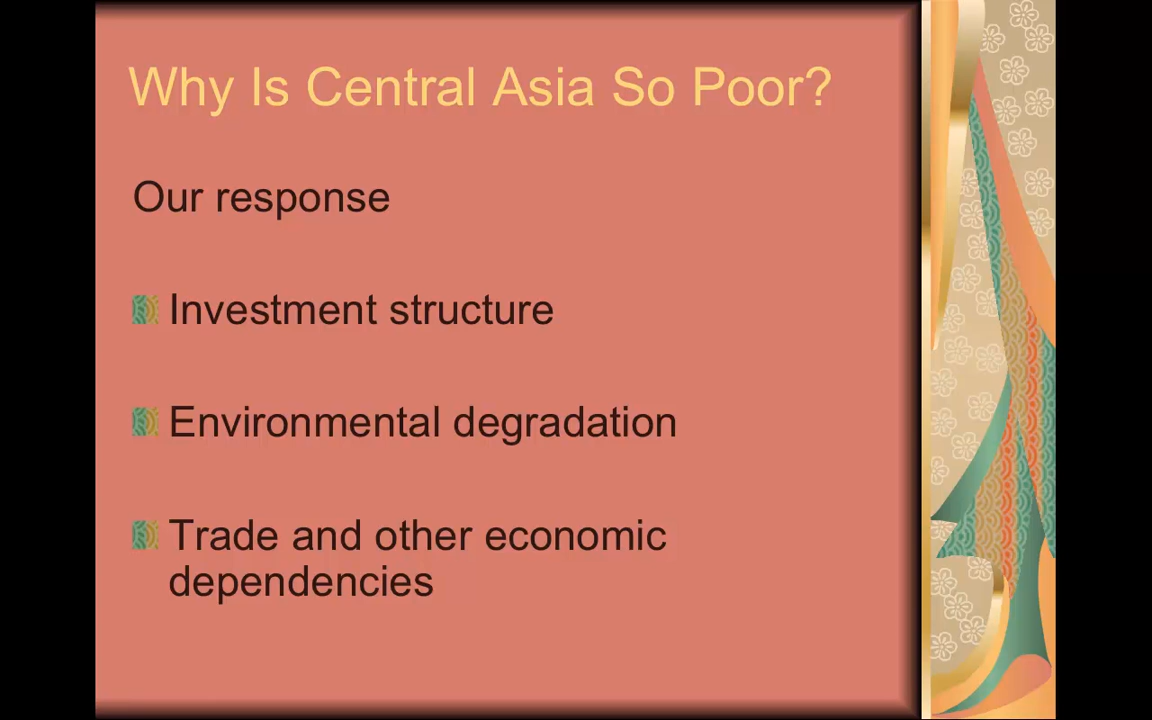 Why Is Central Asia So Poor?
Our response
Investment structure
Environmental degradation
Trade and other economic
dependencies